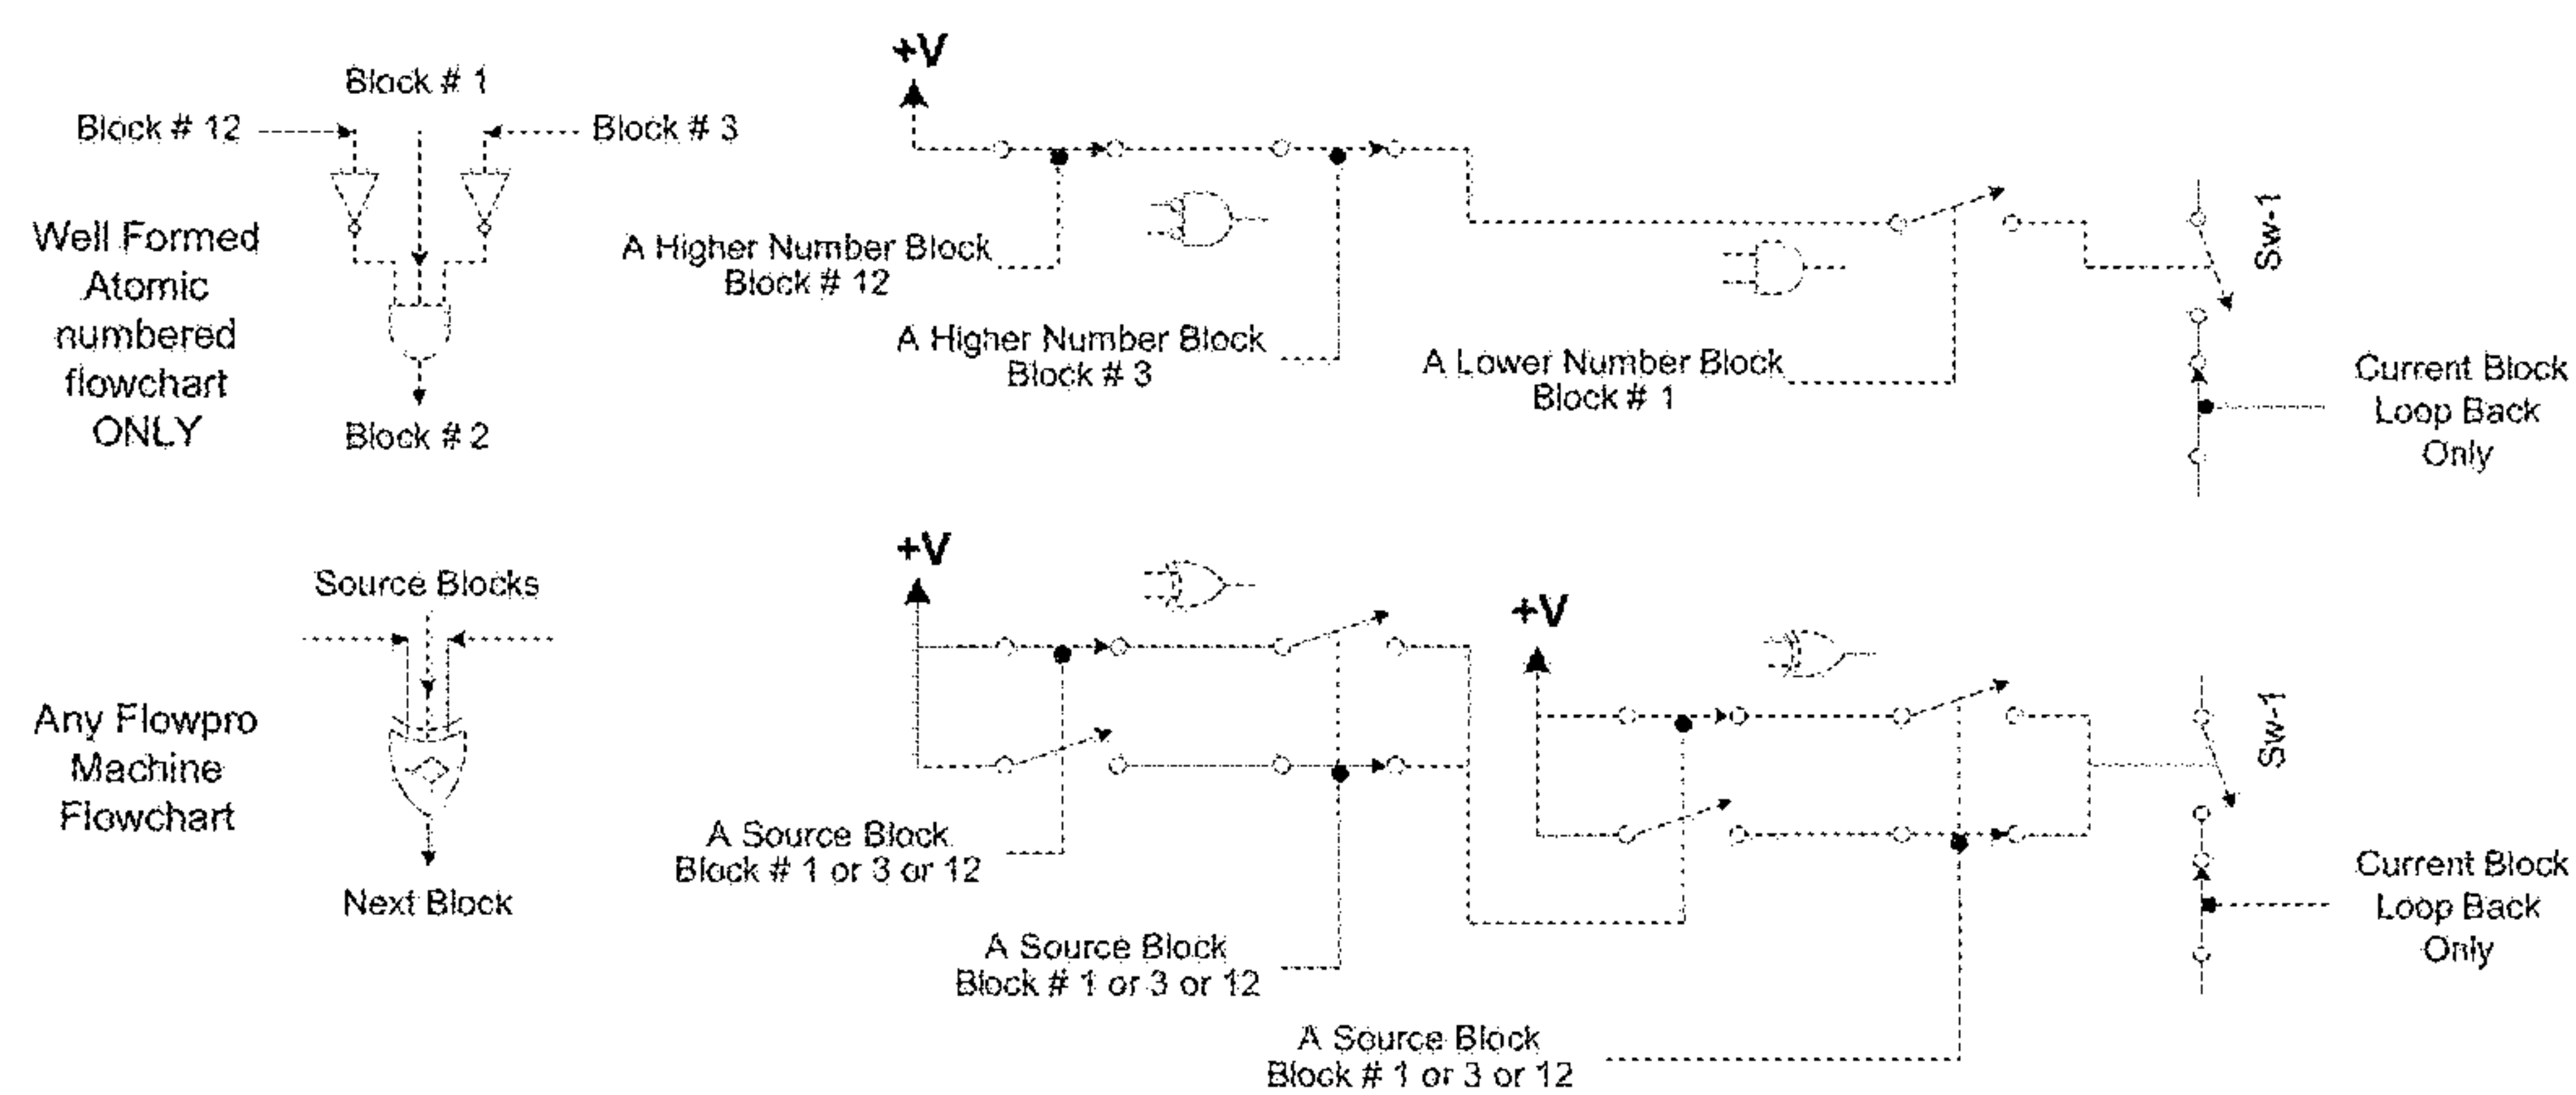 +V
Block # 1
Block # 12
Block # 3
Well Formed
Atomic
numbered
flowchart
ONLY
Block # 2
A Higher Number Block
Block # 12
A Higher Number Block
Block # 3
A Lower Number Block
Block # 1
Sw-1
Current Block
Loop Back
Only
+V
+V
Source Blocks
Any Flowpro
Machine
Flowchart
Next Block
A Source Block
Block # 1 or 3 or 12
A Source Block
Block # 1 or 3 or 12
A Source Block
Block # 1 or 3 or 12
Sw-1
Current Block
Loop Back
Only